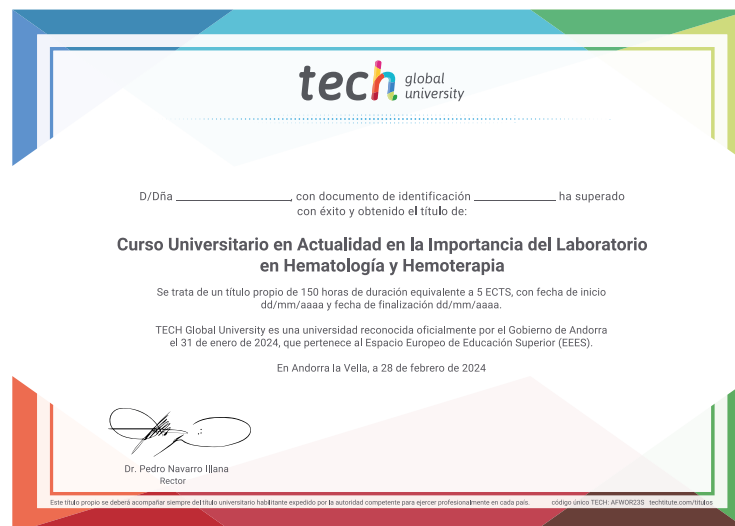 tech global university
D/Dña ____________, con documento de identificación ____________ ha superado
con éxito y obtenido el título de:
Curso Universitario en Actualidad en la Importancia del Laboratorio
en Hematología y Hemoterapia
Se trata de un título propio de 150 horas de duración equivalente a 5 ECTS, con fecha de inicio
dd/mm/aaaa y fecha de finalización dd/mm/aaaa.
TECH Global University es una universidad reconocida oficialmente por el Gobierno de Andorra
el 31 de enero de 2024, que pertenece al Espacio Europeo de Educación Superior (EEES).
En Andorra la Vella, a 28 de febrero de 2024
Dr. Pedro Navarro Illana
Rector
Este título propio se deberá acompañar siempre del título universitario habilitante expedido por la autoridad competente para ejercer profesionalmente en cada país. código único TECH: AFWOR23S techtitute.com/titulos